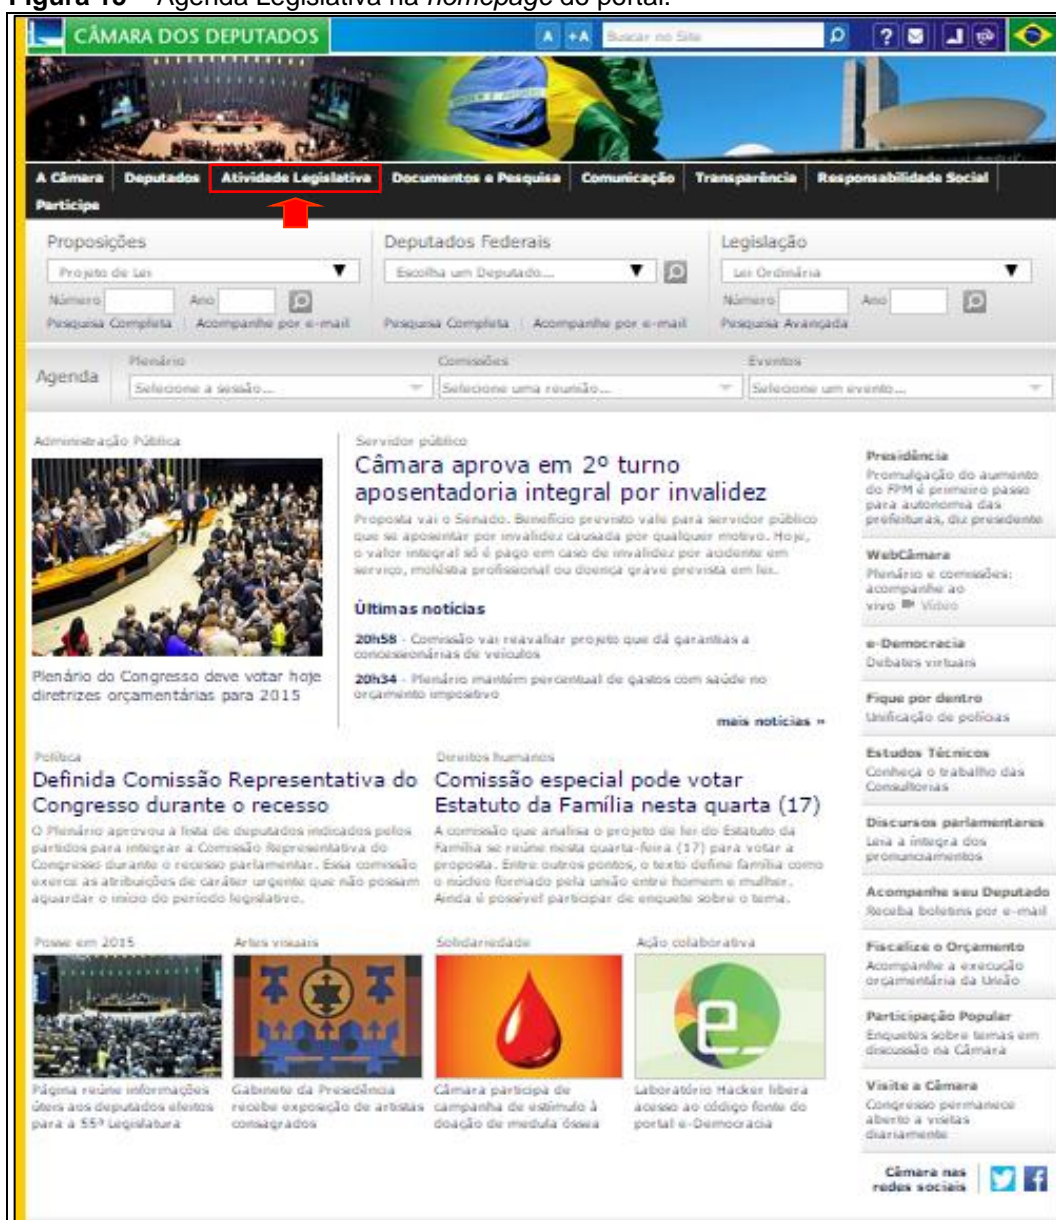 Agenda Legislativa na homepage do portal.
CÂMARA DOS DEPUTADOS
A +A Buscar no Site ?
A Câmara Deputados Atividade Legislativa Documentos e Pesquisa Comunicação Transparência Responsabilidade Social
Participe
Proposições
Projeto de Lei
Número Ano
Pesquisa Completa Acompanhe por e-mail
Deputados Federais
Escolha um Deputado...
Pesquisa Completa Acompanhe por e-mail
Legislação
Lei Ordinária
Número Ano
Pesquisa Avançada
Agenda
Plenário
Selecione a sessão...
Comissões
Selecione uma reunião...
Eventos
Selecione um evento...
Administração Pública
Plenário do Congresso deve votar hoje
diretrizes orçamentárias para 2015
Servidor público
Câmara aprova em 2º turno
aposentadoria integral por invalidez
Proposta vai o Senado. Benefício previsto vale para servidor público
que se aposentar por invalidez causada por qualquer motivo. Hoje,
o valor integral só é pago em caso de invalidez por acidente em
serviço, moléstia profissional ou doença grave prevista em lei.
Últimas notícias
20h58 - Comissão vai reavaliar projeto que dá garantias a
concessionárias de veículos
20h34 - Plenário mantém percentual de gastos com saúde no
orçamento impositivo
mais notícias »
Política
Definida Comissão Representativa do
Congresso durante o recesso
O Plenário aprovou a lista de deputados indicados pelos
partidos para integrar a Comissão Representativa do
Congresso durante o recesso parlamentar. Essa comissão
exerce as atribuições de caráter urgente que não possam
aguardar o início do período legislativo.
Direitos humanos
Comissão especial pode votar
Estatuto da Família nesta quarta (17)
A comissão que analisa o projeto de lei do Estatuto da
Família se reúne nesta quarta-feira (17) para votar a
proposta. Entre outros pontos, o texto define família como
o núcleo formado pela união entre homem e mulher.
Ainda é possível participar de enquete sobre o tema.
Posse em 2015
Página reúne informações
úteis aos deputados eleitos
para a 55ª Legislatura
Artes visuais
Gabinete da Presidência
recebe exposição de artistas
consagrados
Solidariedade
Câmara participa de
campanha de estímulo à
doação de medula óssea
Ação colaborativa
e
Laboratório Hacker libera
acesso ao código fonte do
portal e-Democracia
Presidência
Promulgação do aumento
do FPM é primeiro passo
para autonomia das
prefeituras, diz presidente
WebCâmara
Plenário e comissões:
acompanhe ao
vivo Vídeo
e-Democracia
Debates virtuais
Fique por dentro
Unificação de polícias
Estudos Técnicos
Conheça o trabalho das
Consultorias
Discursos parlamentares
Leia a íntegra dos
pronunciamentos
Acompanhe seu Deputado
Receba boletins por e-mail
Fiscalize o Orçamento
Acompanhe a execução
orçamentária da União
Participação Popular
Enquetes sobre temas em
discussão na Câmara
Visite a Câmara
Congresso permanece
aberto a visitas
diariamente
Câmara nas
redes sociais